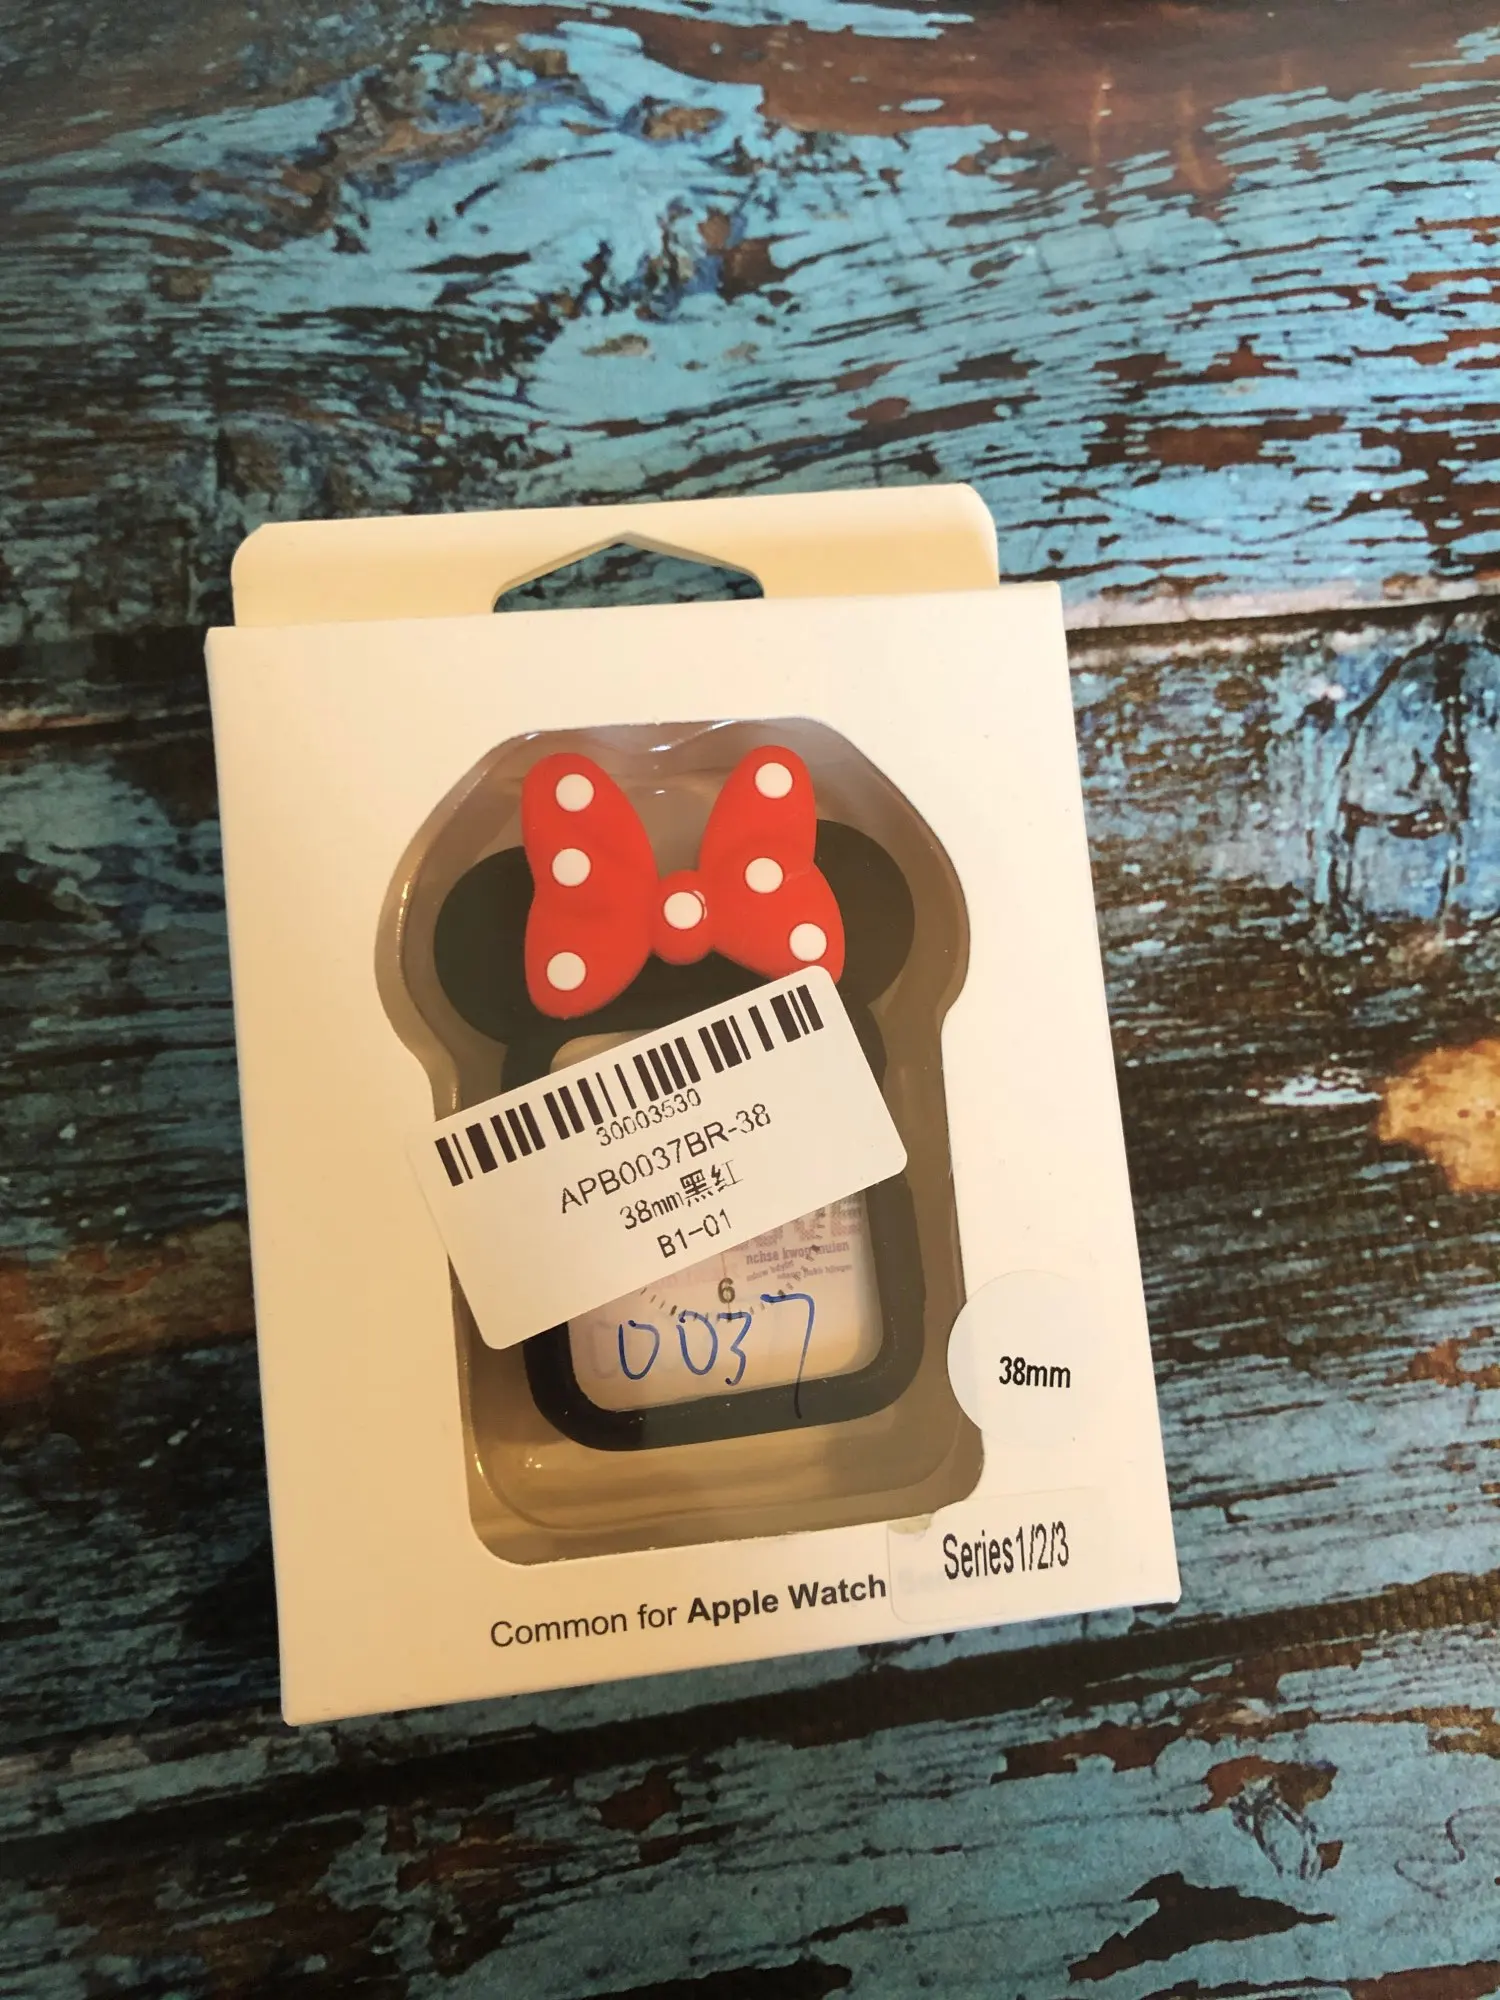 30003530
APB0037BR-38
38mm黑红
B1-01
6
0037
38mm
Series1/2/3
Common for Apple Watch